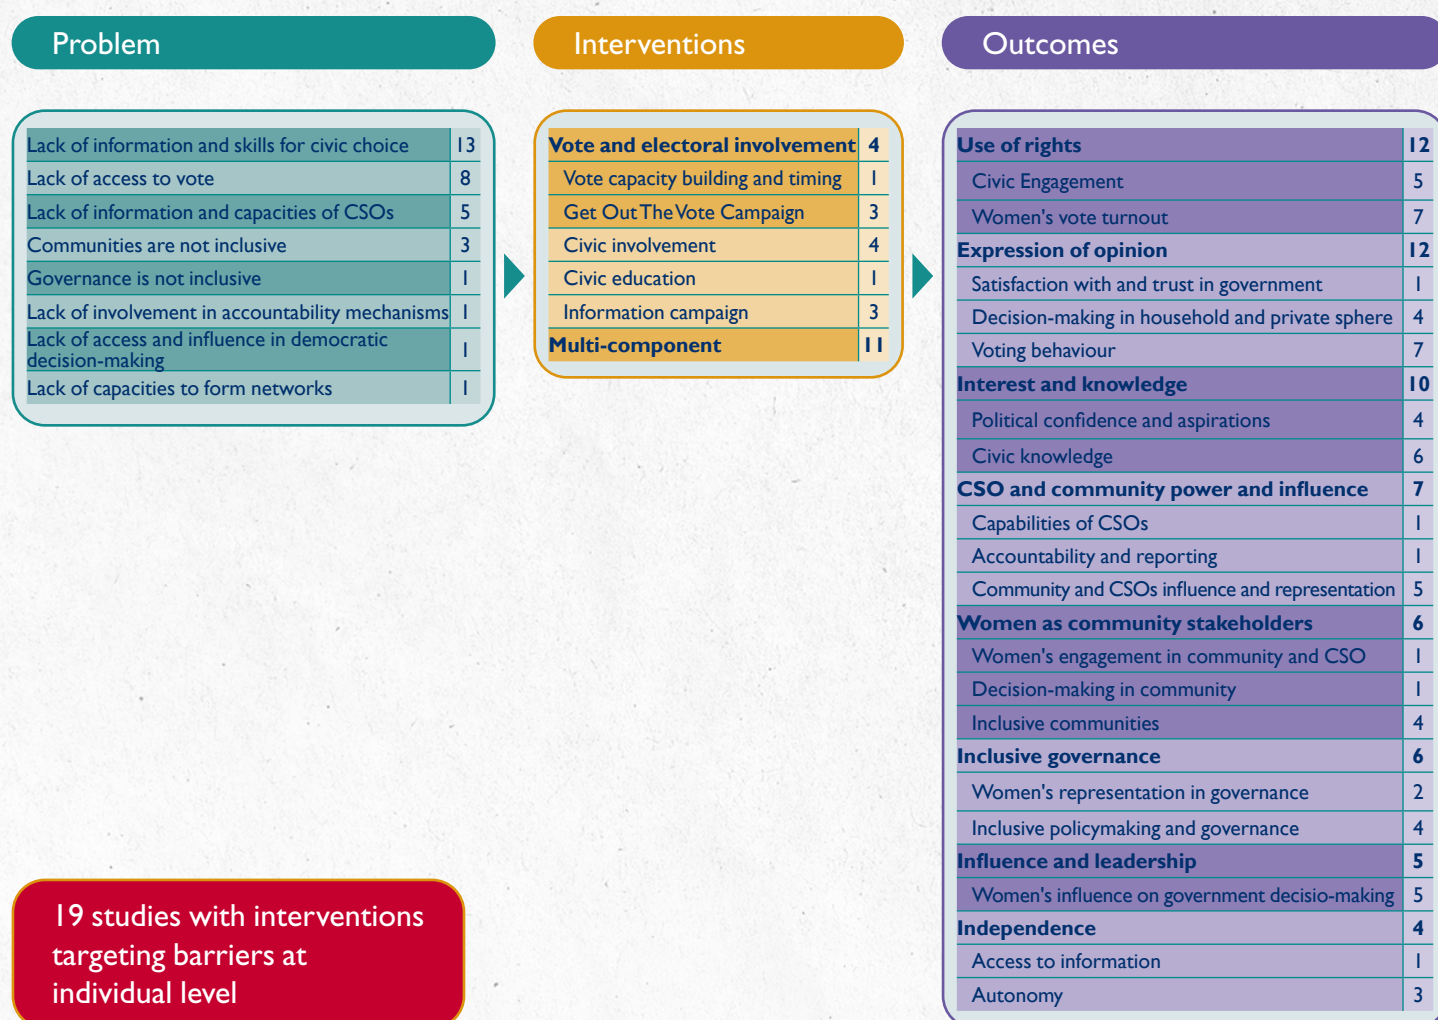 Problem
Lack of information and skills for civic choice 13
Lack of access to vote 8
Lack of information and capacities of CSOs 5
Communities are not inclusive 3
Governance is not inclusive 1
Lack of involvement in accountability mechanisms 1
Lack of access and influence in democratic
decision-making 1
Lack of capacities to form networks 1
Interventions
Vote and electoral involvement 4
Vote capacity building and timing 1
Get Out The Vote Campaign 3
Civic involvement 4
Civic education 1
Information campaign 3
Multi-component 11
Outcomes
Use of rights 12
Civic Engagement 5
Women's vote turnout 7
Expression of opinion 12
Satisfaction with and trust in government 1
Decision-making in household and private sphere 4
Voting behaviour 7
Interest and knowledge 10
Political confidence and aspirations 4
Civic knowledge 6
CSO and community power and influence 7
Capabilities of CSOs 1
Accountability and reporting 1
Community and CSOs influence and representation 5
Women as community stakeholders 6
Women's engagement in community and CSO 1
Decision-making in community 1
Inclusive communities 4
Inclusive governance 6
Women's representation in governance 2
Inclusive policymaking and governance 4
Influence and leadership 5
Women's influence on government decisio-making 5
Independence 4
Access to information 1
Autonomy 3
19 studies with interventions
targeting barriers at
individual level